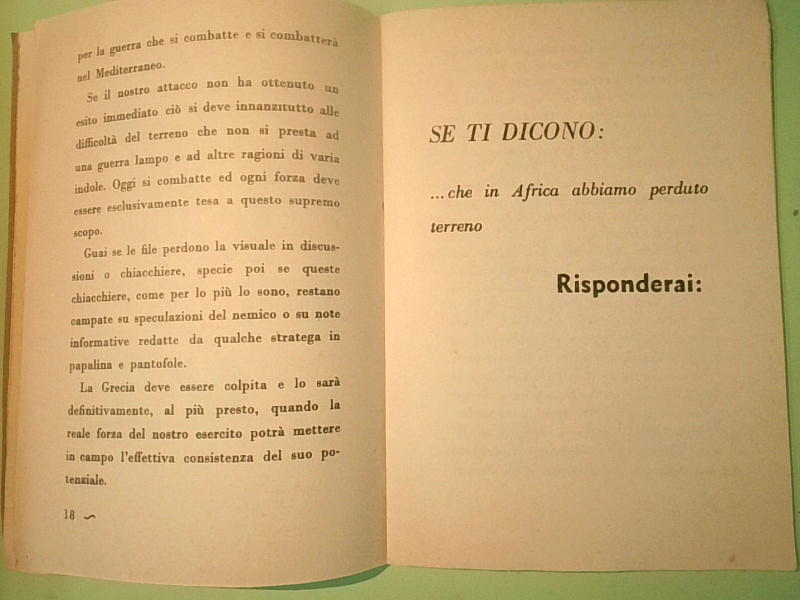 per la guerra che si combatte e si combatterà
nel Mediterraneo.
Se il nostro attacco non ha ottenuto un
esito immediato ciò si deve innanzitutto alle
difficoltà del terreno che non si presta ad
una guerra lampo e ad altre ragioni di varia
indole. Oggi si combatte ed ogni forza deve
essere esclusivamente tesa a questo supremo
scopo.
Guai se le file perdono la visuale in discus-
sioni o chiacchiere, specie poi se queste
chiacchiere, come per lo più lo sono, restano
campate su speculazioni del nemico o su note
informative redatte da qualche stratega in
papalina e pantofole.
La Grecia deve essere colpita e lo sarà
definitivamente, al più presto, quando la
reale forza del nostro esercito potrà mettere
in campo l'effettiva consistenza del suo po-
tenziale.
18
SE TI DICONO:
...che in Africa abbiamo perduto
terreno
Risponderai: